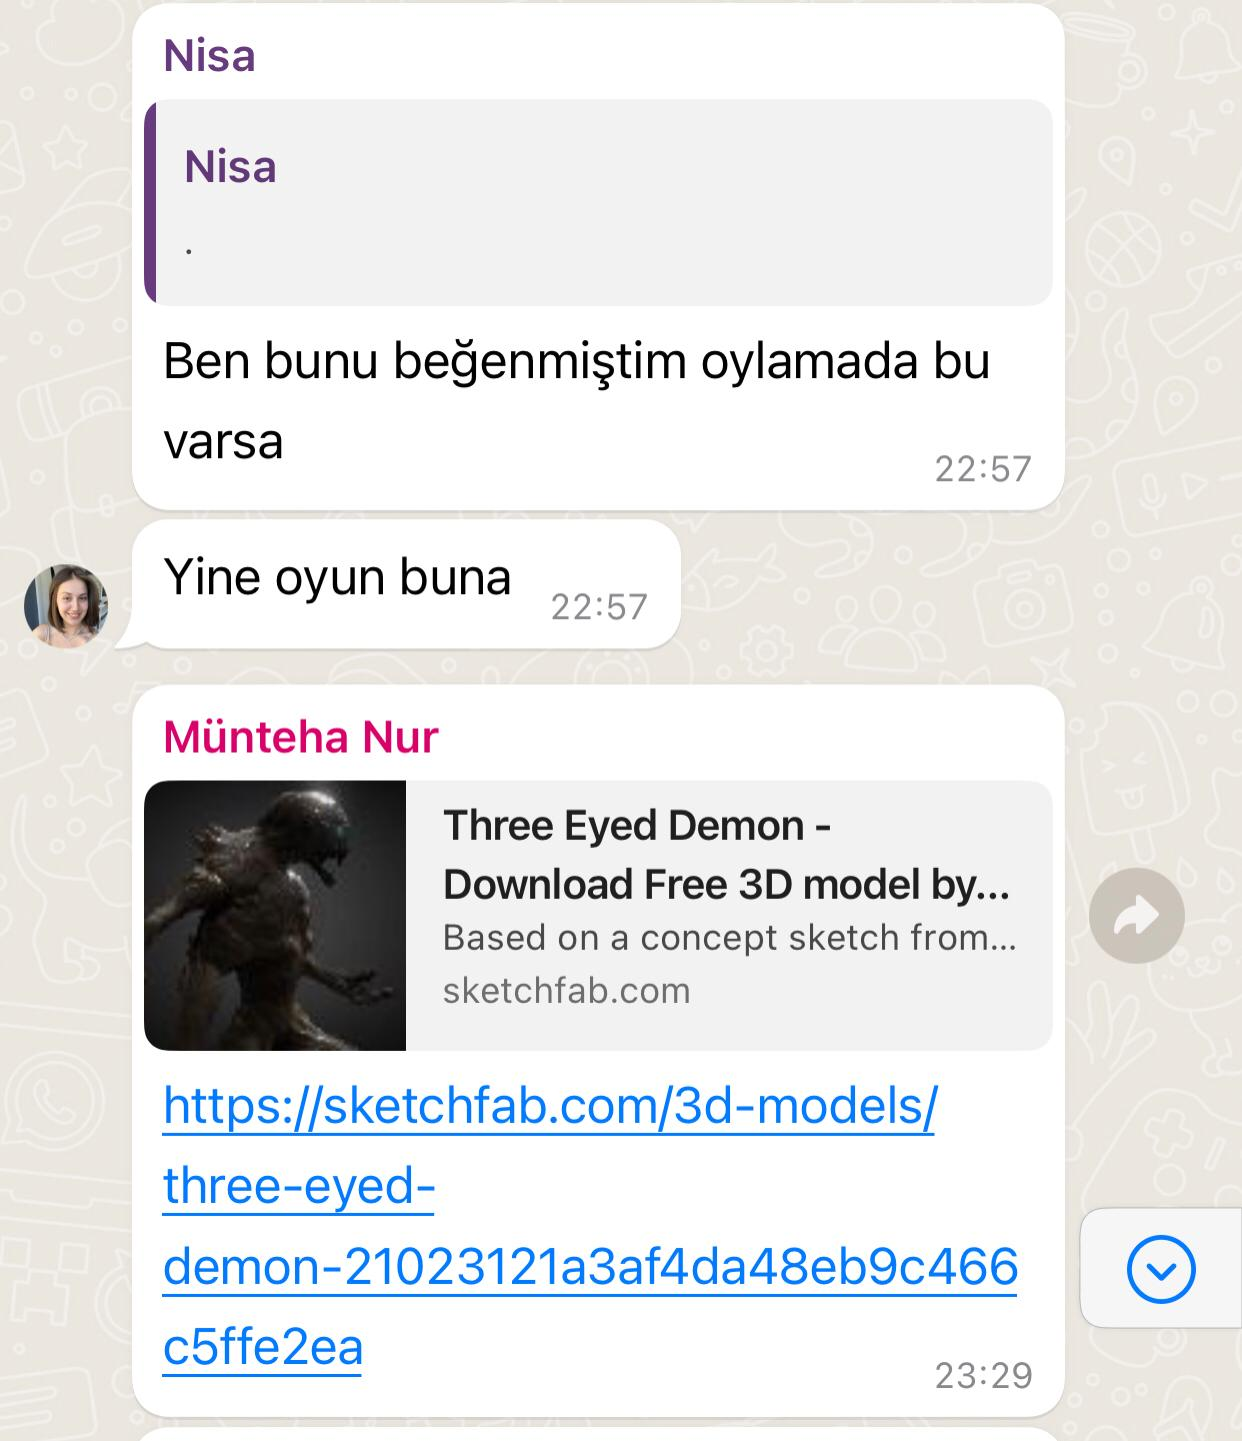 Nisa
Nisa
.
Ben bunu beğenmiştim oylamada bu
varsa
22:57
Yine oyun buna
22:57
Münteha Nur
Three Eyed Demon -
Download Free 3D model by...
Based on a concept sketch from...
sketchfab.com
https://sketchfab.com/3d-models/
three-eyed-
demon-21023121a3af4da48eb9c466
c5ffe2ea
23:29